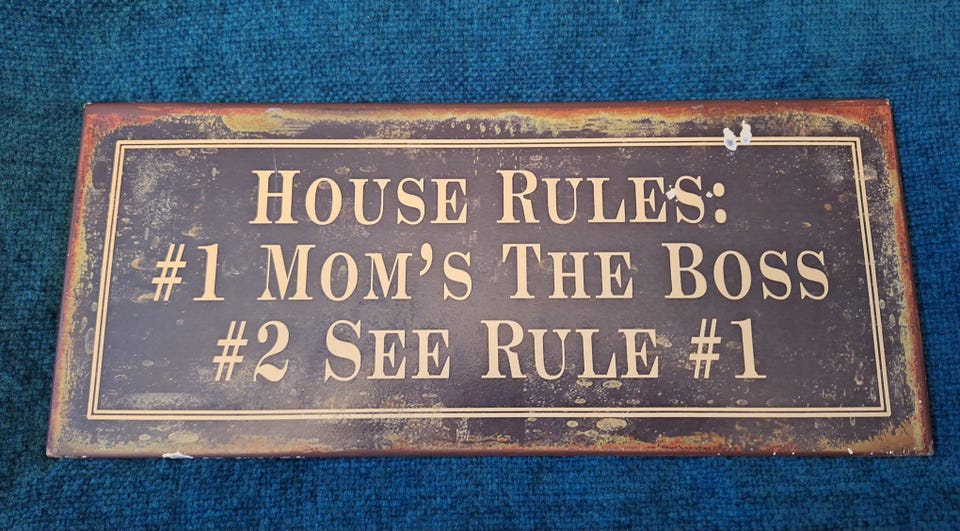 House Rules:
#1 Mom's The Boss
#2 See Rule #1